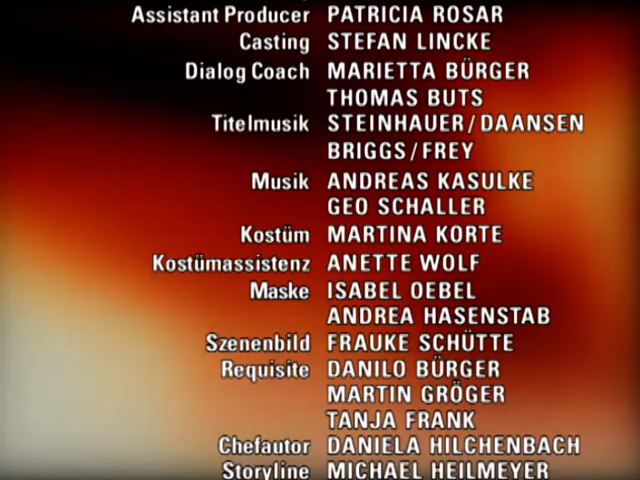 Assistant Producer PATRICIA ROSAR
Casting STEFAN LINCKE
Dialog Coach MARIETTA BÜRGER
THOMAS BUTS
Titelmusik STEINHAUER/DAANSEN
BRIGGS/FREY
Musik ANDREAS KASULKE
GEO SCHALLER
Kostüm MARTINA KORTE
Kostümassistenz ANETTE WOLF
Maske ISABEL OEBEL
ANDREA HASENSTAB
Szenenbild FRAUKE SCHÜTTE
Requisite DANILO BÜRGER
MARTIN GRÖGER
TANJA FRANK
Chefautor DANIELA HILCHENBACH
Storyline MICHAEL HEILMEYER